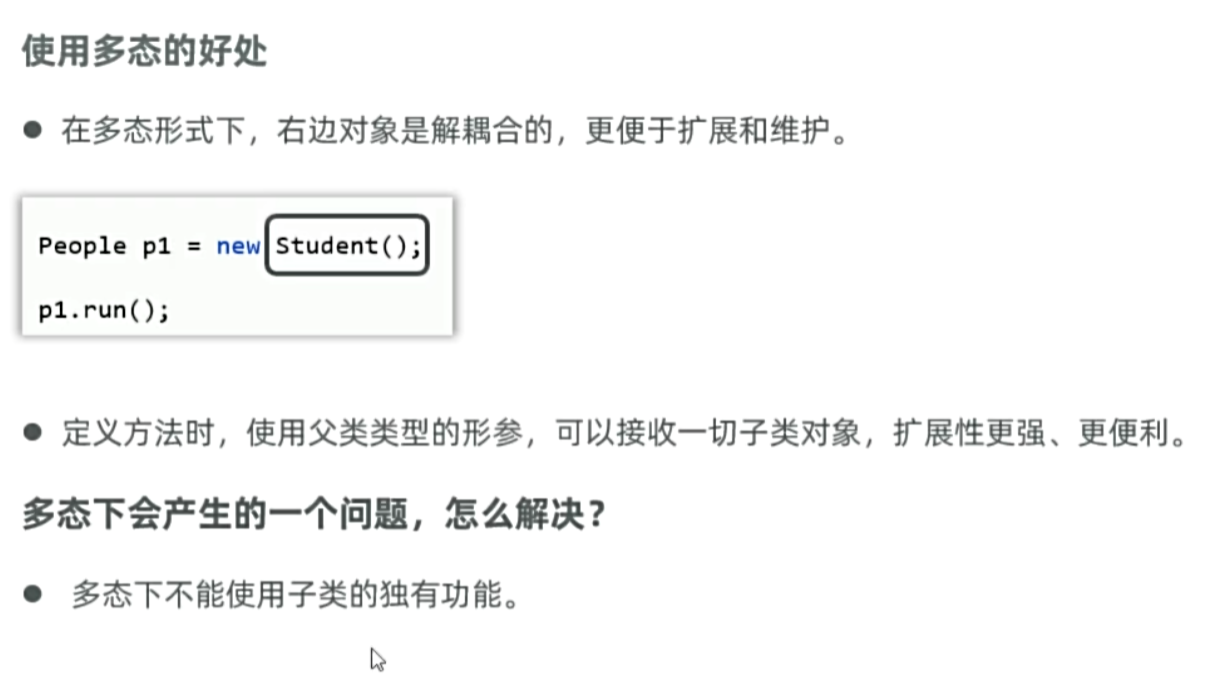 使用多态的好处
● 在多态形式下，右边对象是解耦合的，更便于扩展和维护。
People p1 = new Student();
p1.run();
● 定义方法时，使用父类类型的形参，可以接收一切子类对象，扩展性更强、更便利。
多态下会产生的一个问题，怎么解决？
● 多态下不能使用子类的独有功能。